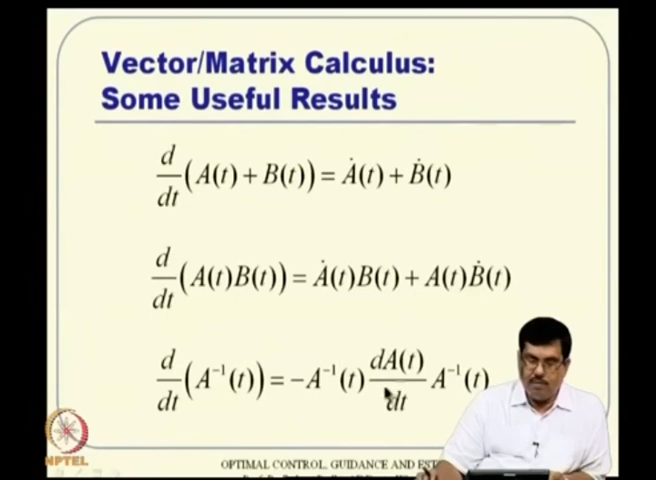 Vector/Matrix Calculus:
Some Useful Results
d/dt (A(t) + B(t)) = Ȧ(t) + Ḃ(t)
d/dt (A(t)B(t)) = Ȧ(t)B(t) + A(t)Ḃ(t)
d/dt (A⁻¹(t)) = −A⁻¹(t) dA(t)/dt A⁻¹(t)
NPTEL
OPTIMAL CONTROL, GUIDANCE AND EST